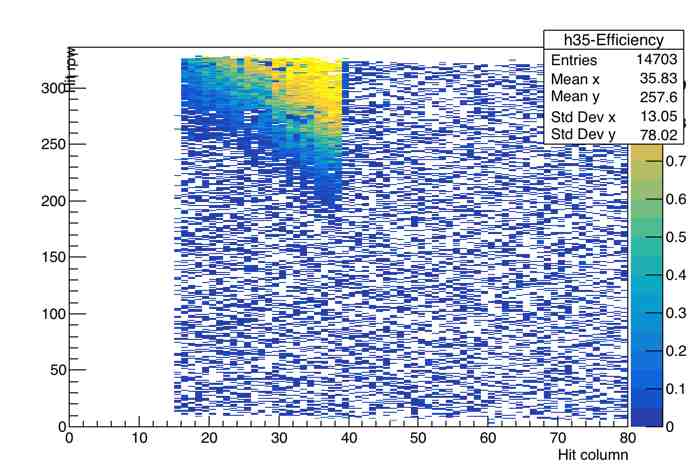 Hit row
h35-Efficiency
Entries 14703
Mean x 35.83
Mean y 257.6
Std Dev x 13.05
Std Dev y 78.02
300
250
200
150
100
50
0
0.7
0.6
0.5
0.4
0.3
0.2
0.1
0
0 10 20 30 40 50 60 70 80
Hit column